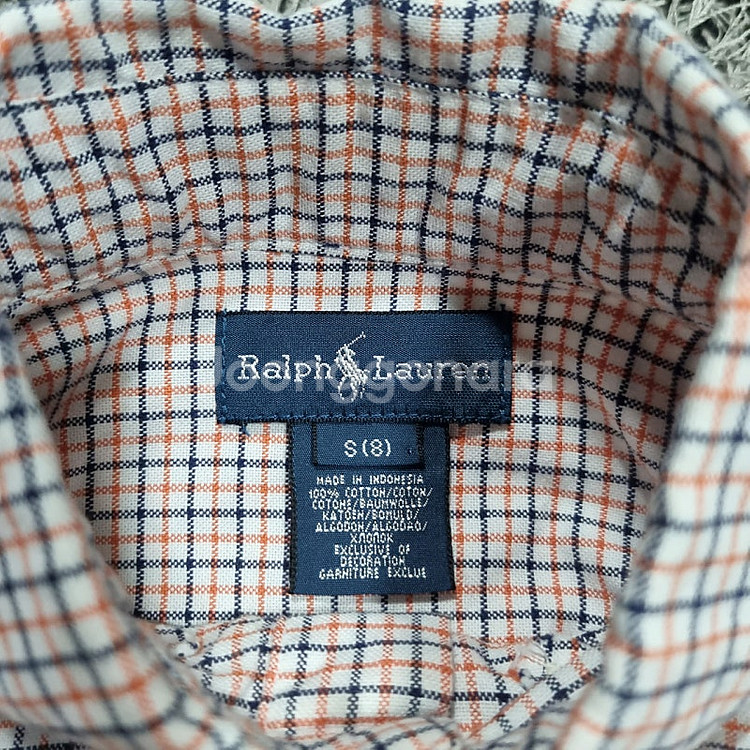 Ralph Lauren
Joonggonara
S (8)
MADE IN INDONESIA
100% COTTON/COTON/
COTONE/BAUMWOLLE/
KATOEN/BOMULD/
ALGODON/ALGODAO/
ХЛОПОК
EXCLUSIVE OF
DECORATION
GARNITURE EXCLUE